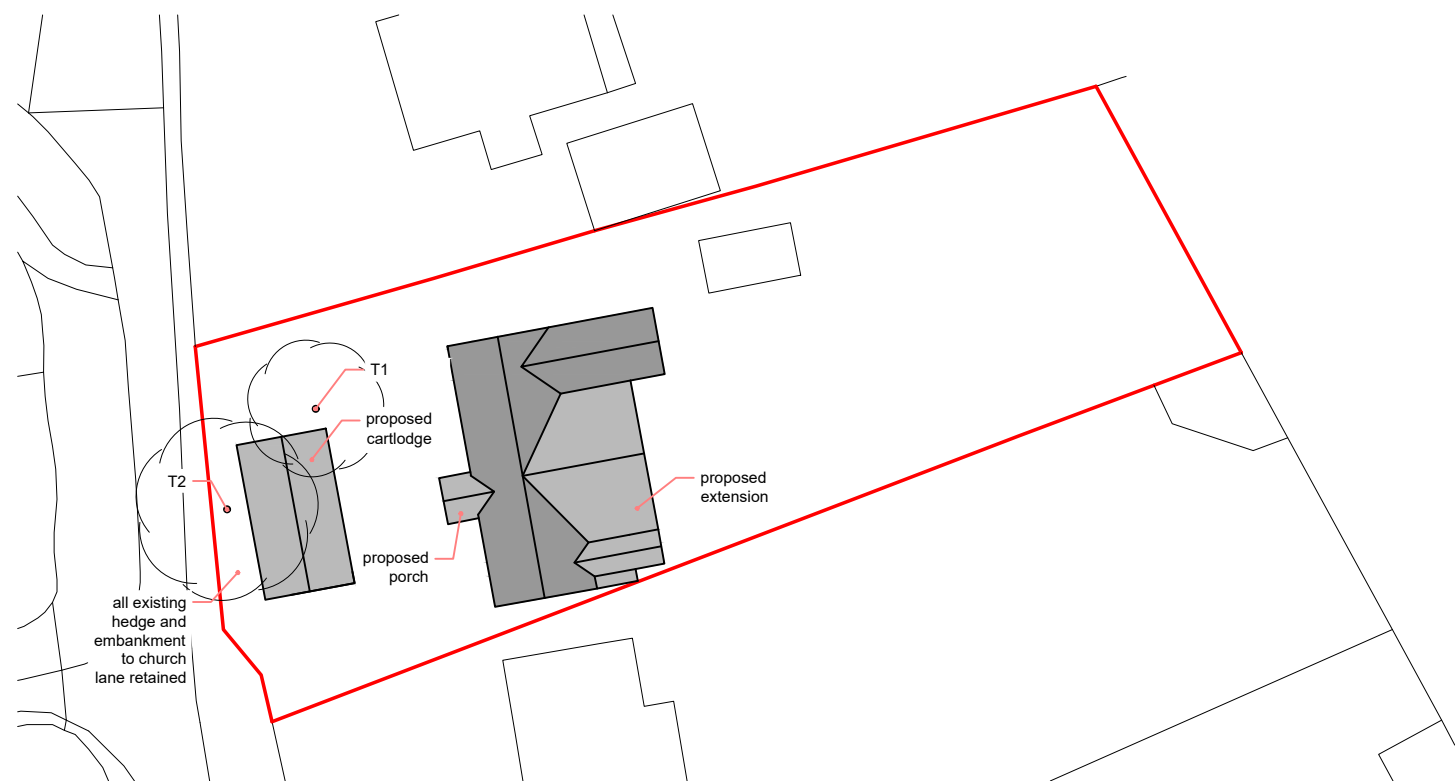 T1
proposed
cartlodge
T2
proposed
extension
proposed
porch
all existing
hedge and
embankment
to church
lane retained